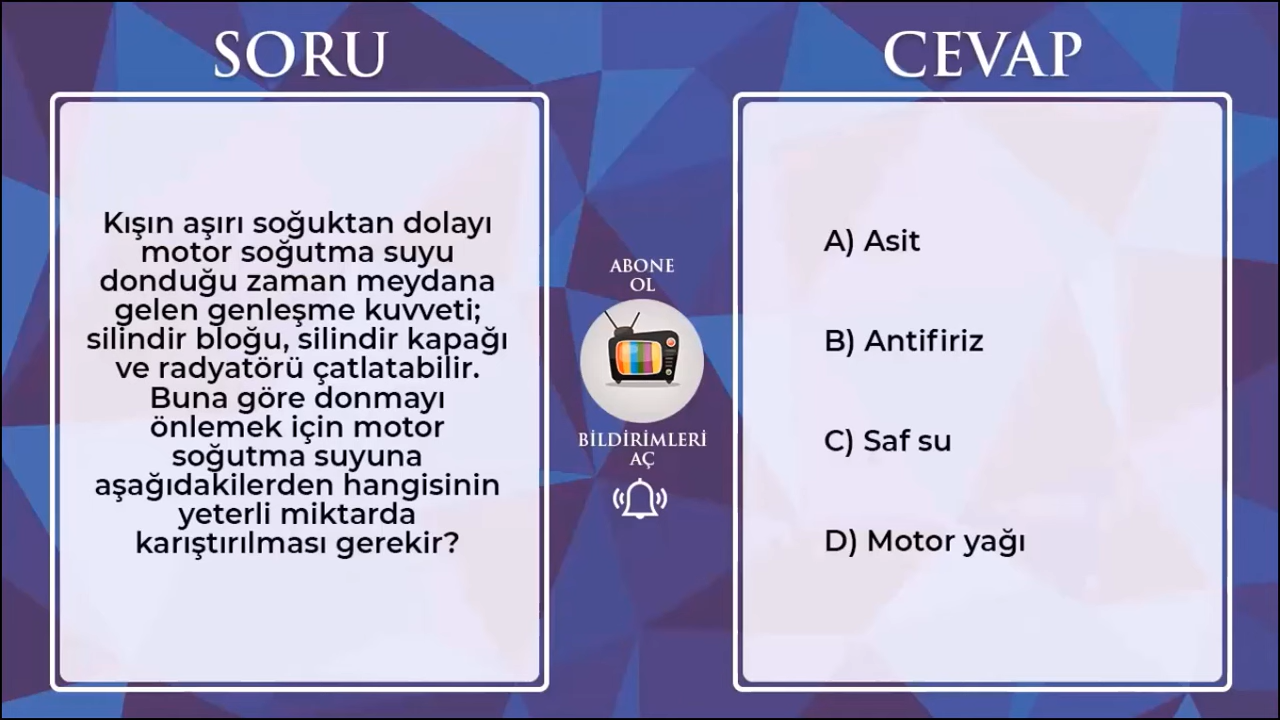 SORU
Kışın aşırı soğuktan dolayı
motor soğutma suyu
donduğu zaman meydana
gelen genleşme kuvveti;
silindir bloğu, silindir kapağı
ve radyatörü çatlatabilir.
Buna göre donmayı
önlemek için motor
soğutma suyuna
aşağıdakilerden hangisinin
yeterli miktarda
karıştırılması gerekir?
ABONE
OL
BİLDİRİMLERİ
AÇ
CEVAP
A) Asit
B) Antifiriz
C) Saf su
D) Motor yağı